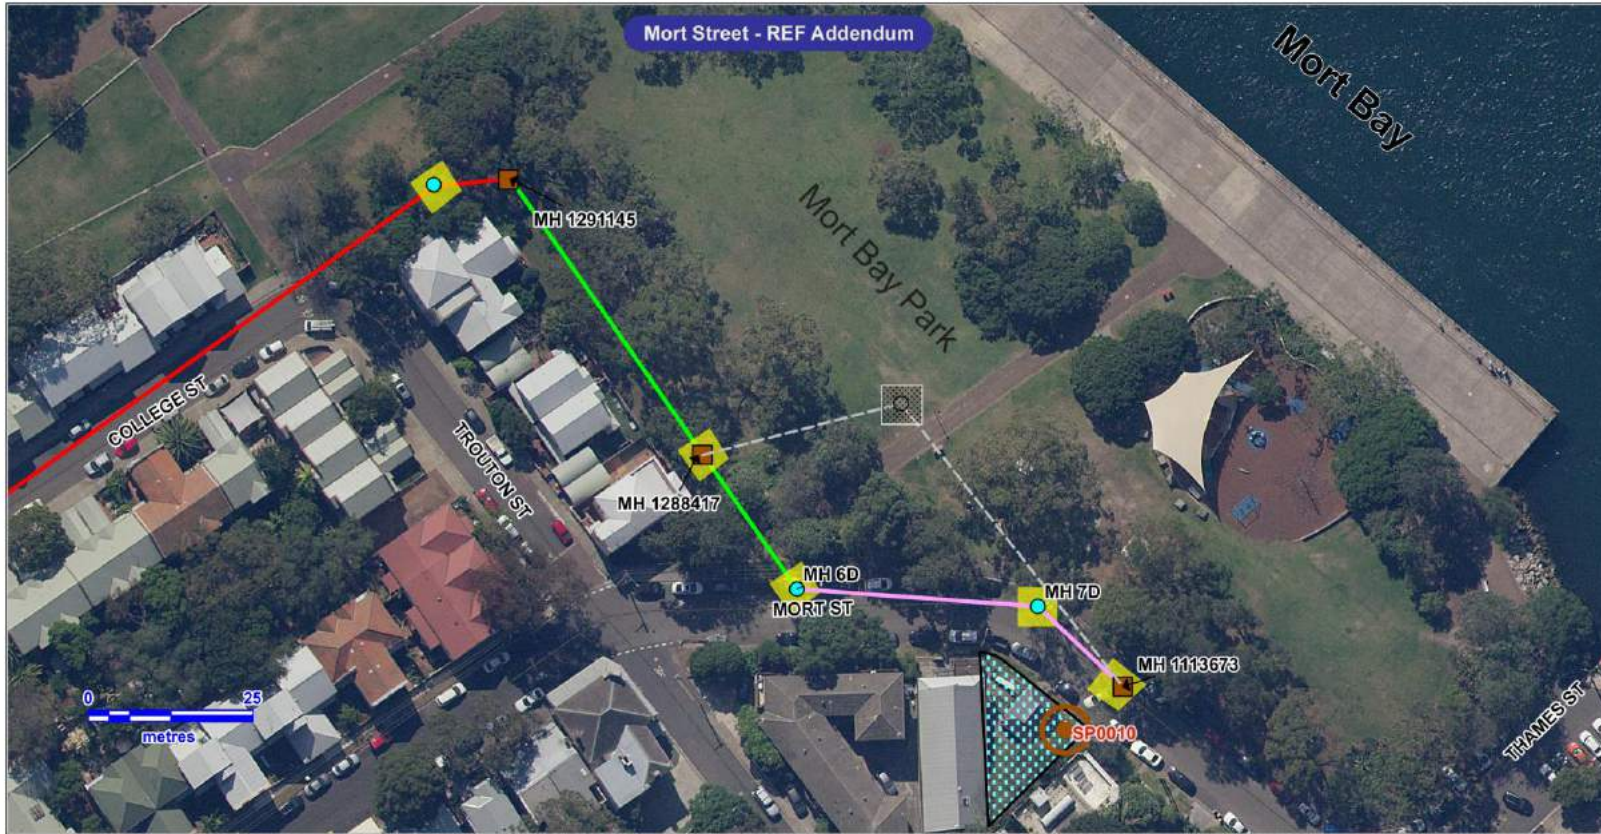 Mort Street - REF Addendum
Mort Bay
MH 1291145
Mort Bay Park
COLLEGE ST
TROUTON ST
MH 1288417
MH 6D
MORT ST
MH 7D
MH 1113673
SP0010
THAMES ST
0 25
metres